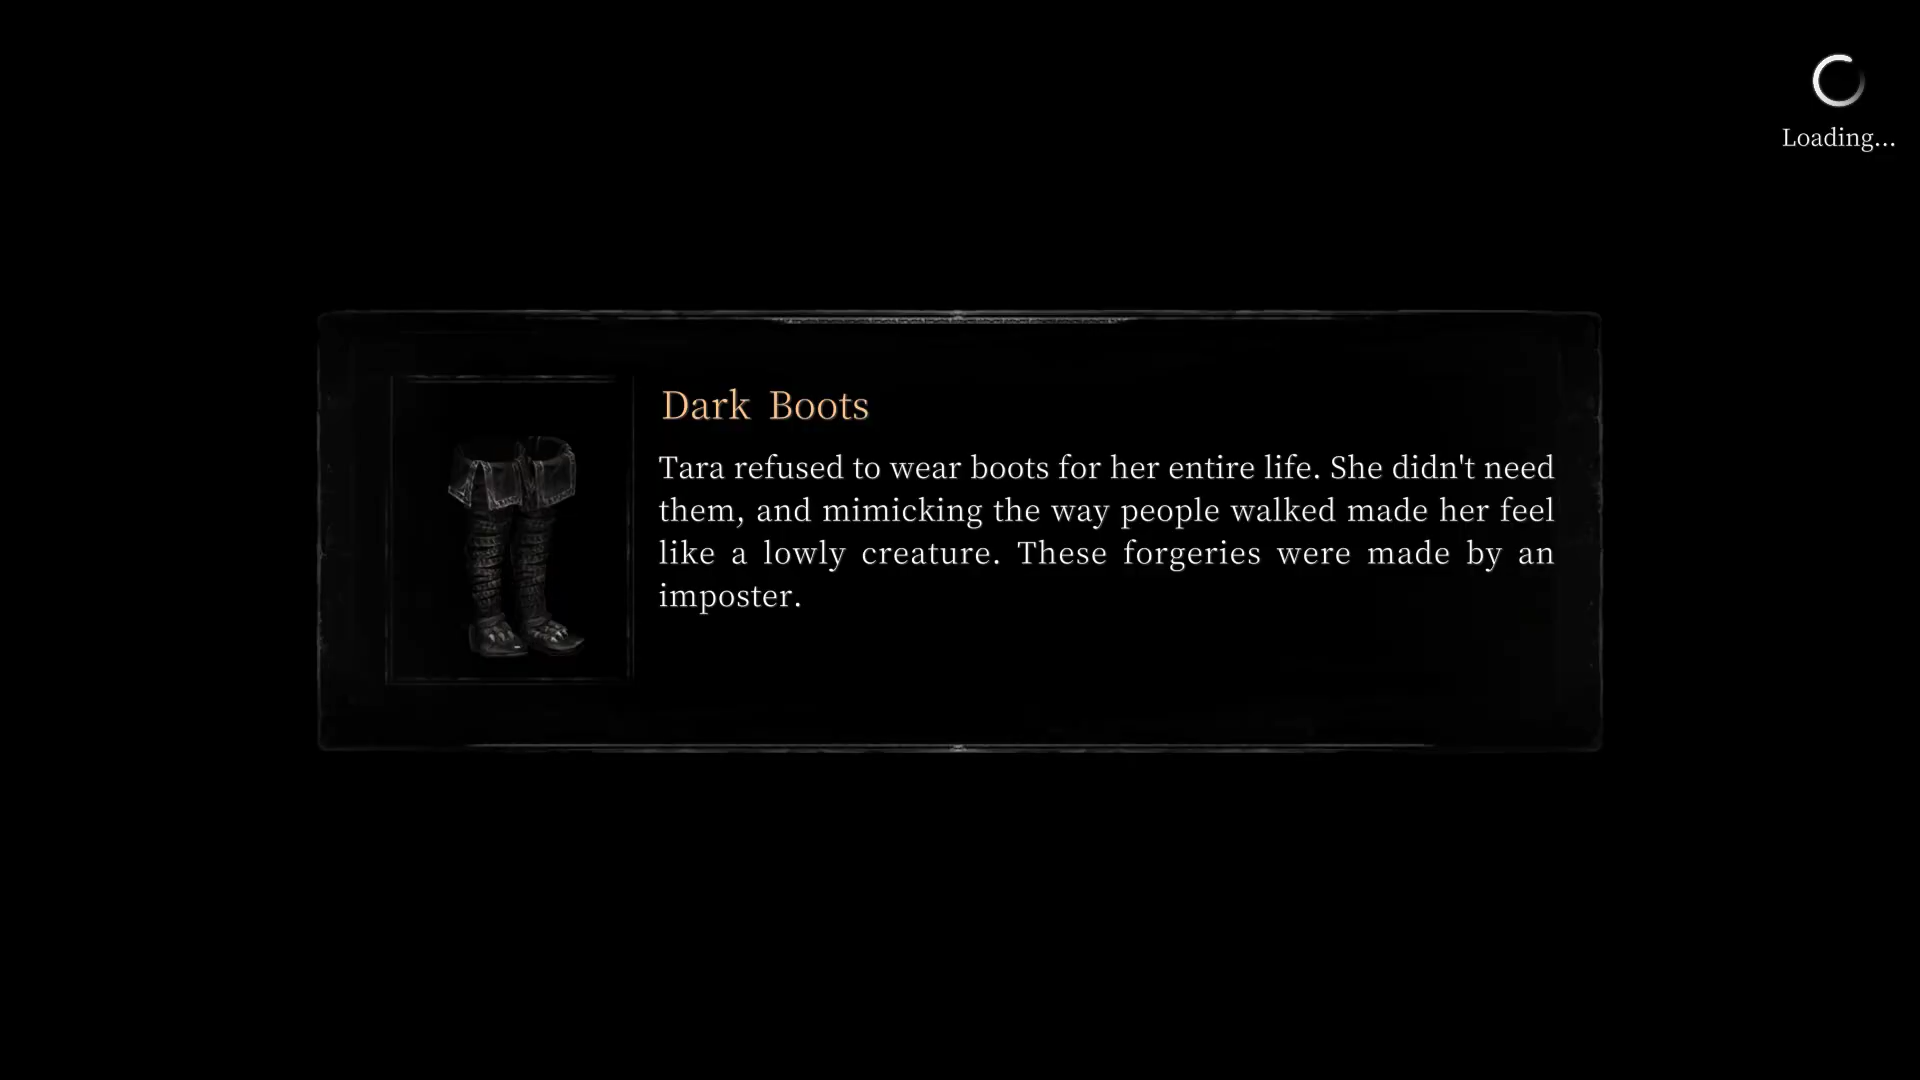 Loading...
Dark Boots
Tara refused to wear boots for her entire life. She didn't need
them, and mimicking the way people walked made her feel
like a lowly creature. These forgeries were made by an
imposter.